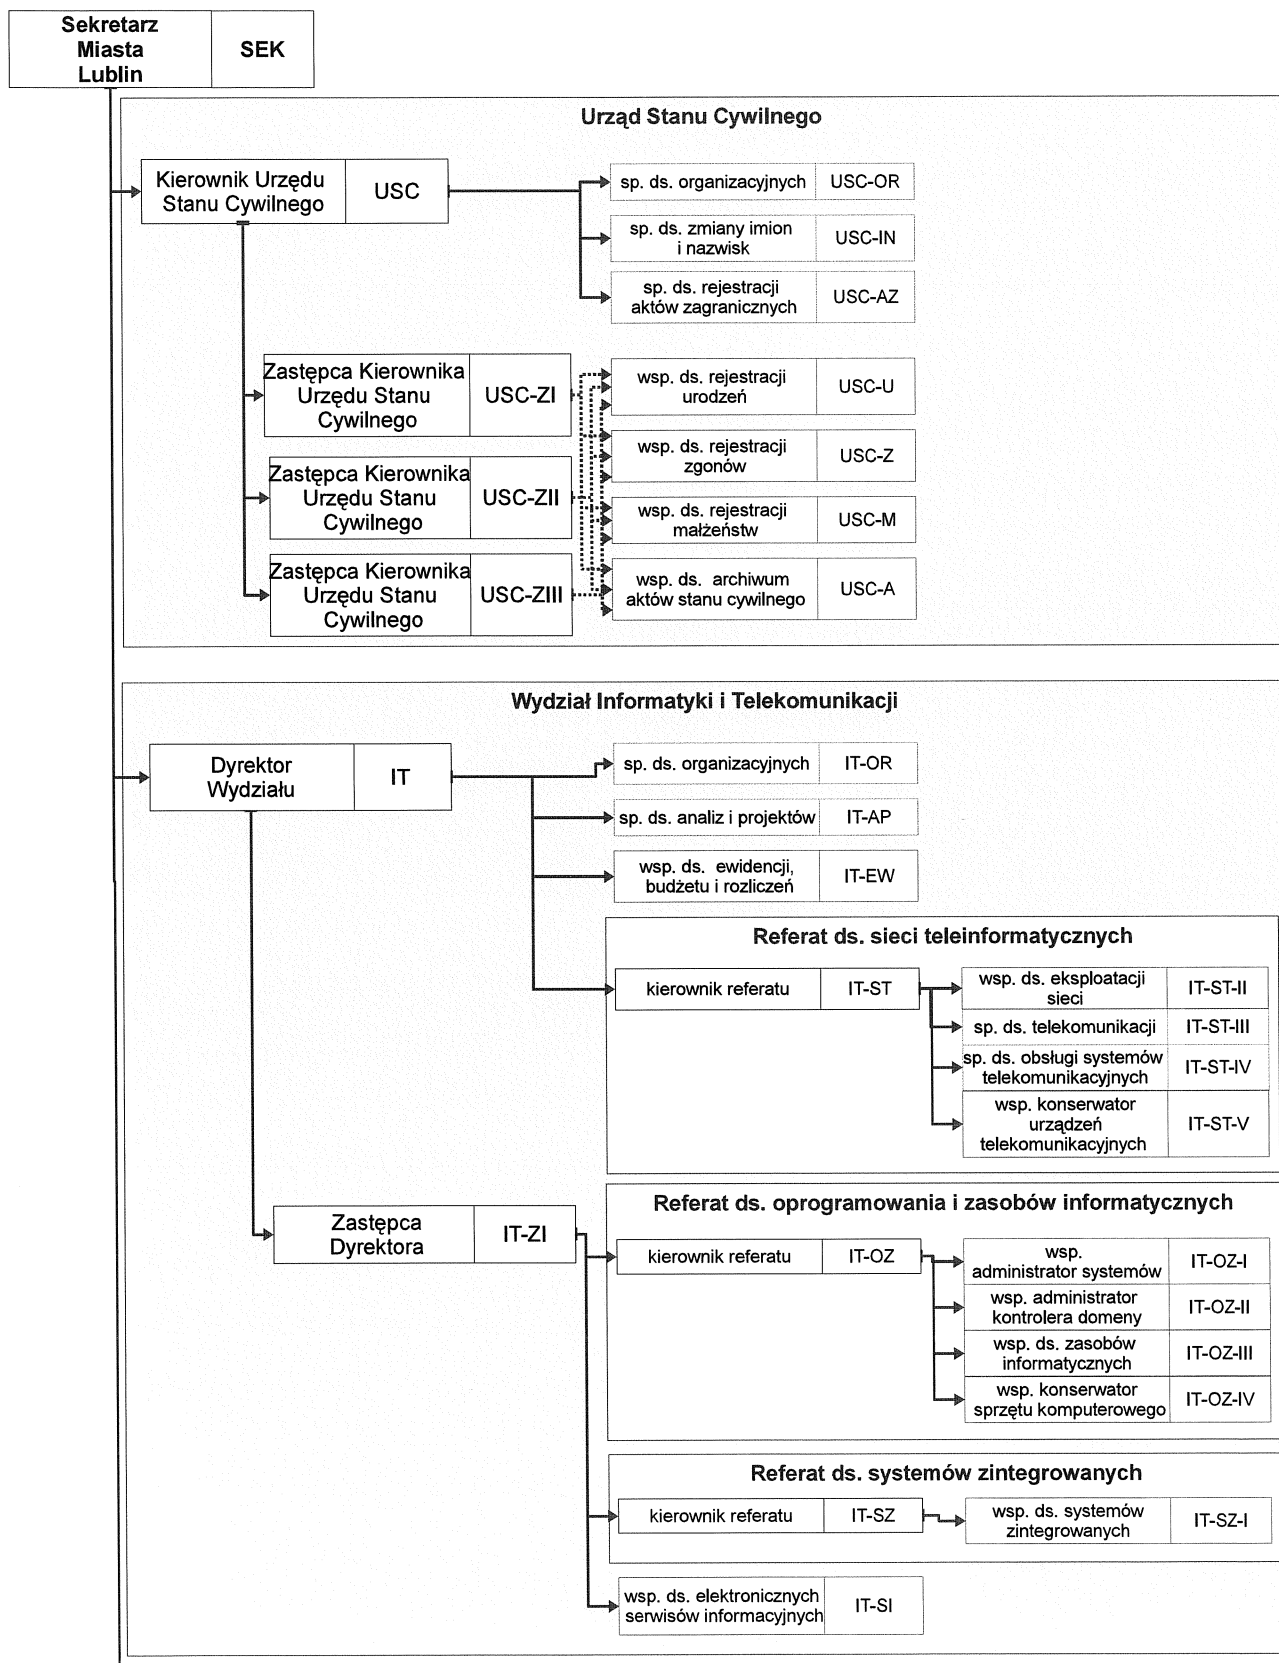 Sekretarz
Miasta
Lublin
SEK
Urząd Stanu Cywilnego
Kierownik Urzędu
Stanu Cywilnego
USC
sp. ds. organizacyjnych
USC-OR
sp. ds. zmiany imion
i nazwisk
USC-IN
sp. ds. rejestracji
aktów zagranicznych
USC-AZ
Zastępca Kierownika
Urzędu Stanu
Cywilnego
USC-ZI
wsp. ds. rejestracji
urodzeń
USC-U
wsp. ds. rejestracji
zgonów
USC-Z
Zastępca Kierownika
Urzędu Stanu
Cywilnego
USC-ZII
wsp. ds. rejestracji
małżeństw
USC-M
Zastępca Kierownika
Urzędu Stanu
Cywilnego
USC-ZIII
wsp. ds. archiwum
aktów stanu cywilnego
USC-A
Wydział Informatyki i Telekomunikacji
Dyrektor
Wydziału
IT
sp. ds. organizacyjnych
IT-OR
sp. ds. analiz i projektów
IT-AP
wsp. ds. ewidencji,
budżetu i rozliczeń
IT-EW
Referat ds. sieci teleinformatycznych
kierownik referatu
IT-ST
wsp. ds. eksploatacji
sieci
IT-ST-II
sp. ds. telekomunikacji
IT-ST-III
sp. ds. obsługi systemów
telekomunikacyjnych
IT-ST-IV
wsp. konserwator
urządzeń
telekomunikacyjnych
IT-ST-V
Zastępca
Dyrektora
IT-ZI
Referat ds. oprogramowania i zasobów informatycznych
kierownik referatu
IT-OZ
wsp.
administrator systemów
IT-OZ-I
wsp. administrator
kontrolera domeny
IT-OZ-II
wsp. ds. zasobów
informatycznych
IT-OZ-III
wsp. konserwator
sprzętu komputerowego
IT-OZ-IV
Referat ds. systemów zintegrowanych
kierownik referatu
IT-SZ
wsp. ds. systemów
zintegrowanych
IT-SZ-I
wsp. ds. elektronicznych
serwisów informacyjnych
IT-SI